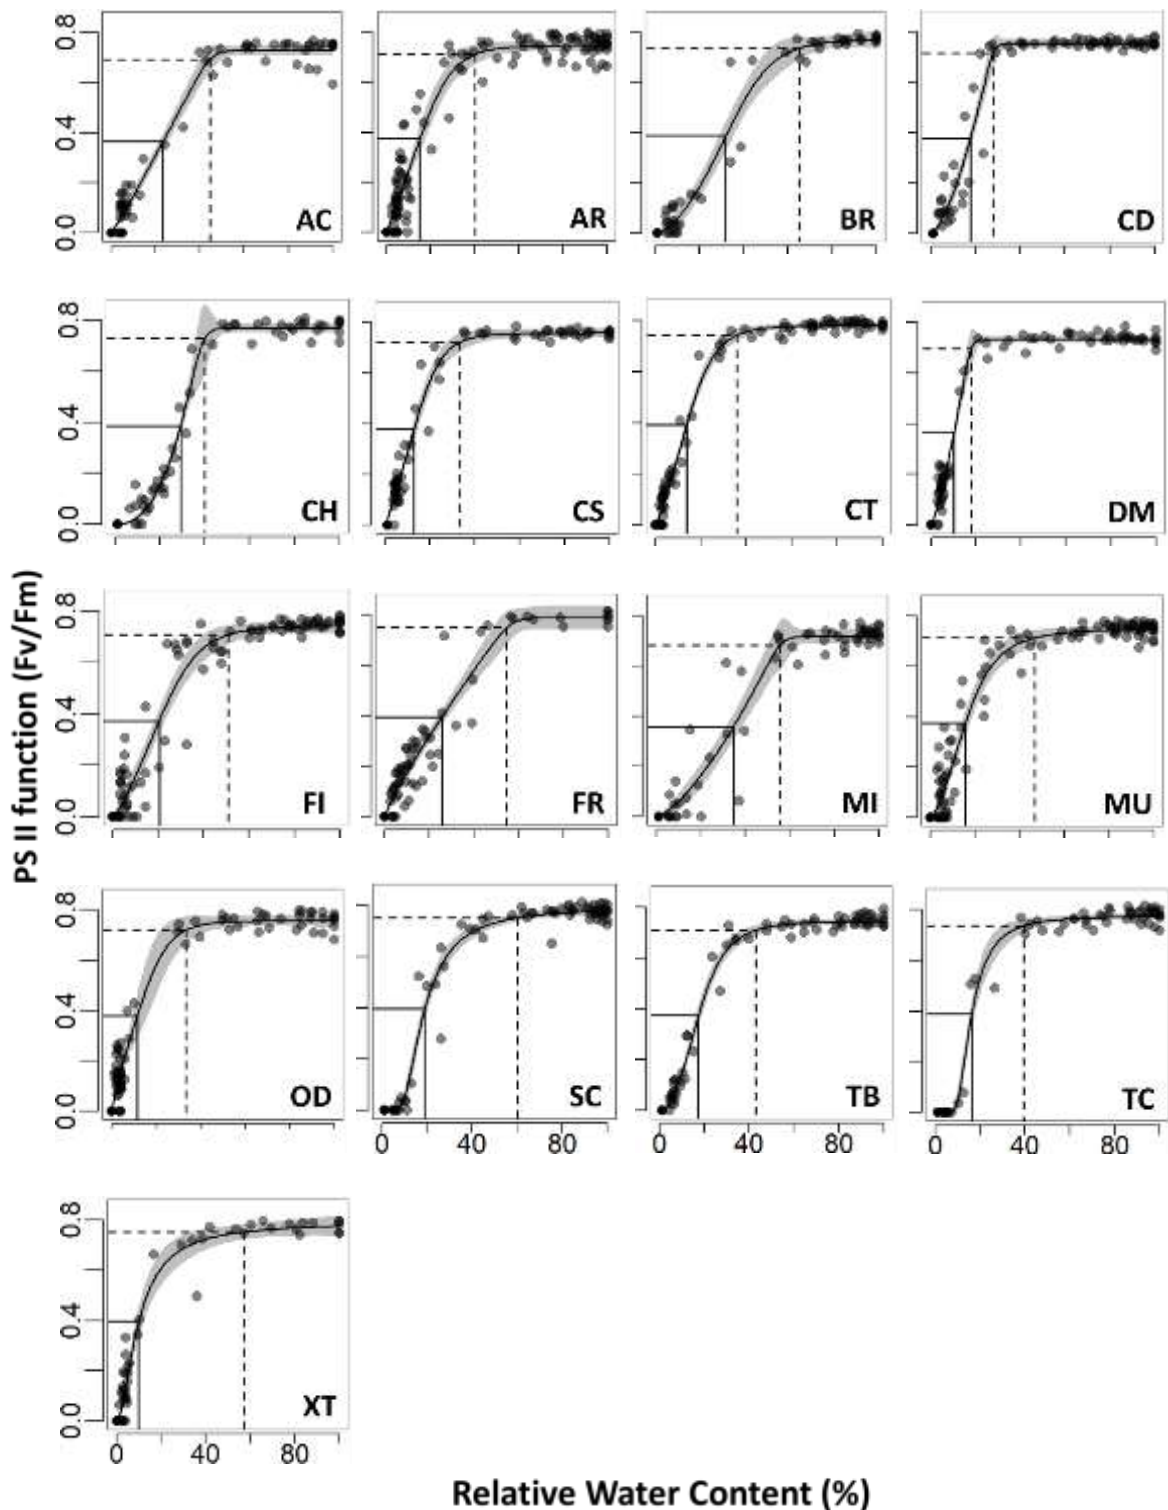 0.8
0.4
0.0
AC
AR
BR
CD
0.8
0.4
0.0
CH
CS
CT
DM
PS II function (Fv/Fm)
0.8
0.4
0.0
FI
FR
MI
MU
0.8
0.4
0.0
OD
SC
TB
TC
0 40 80
0 40 80
0 40 80
0.8
0.4
0.0
XT
0 40 80
Relative Water Content (%)